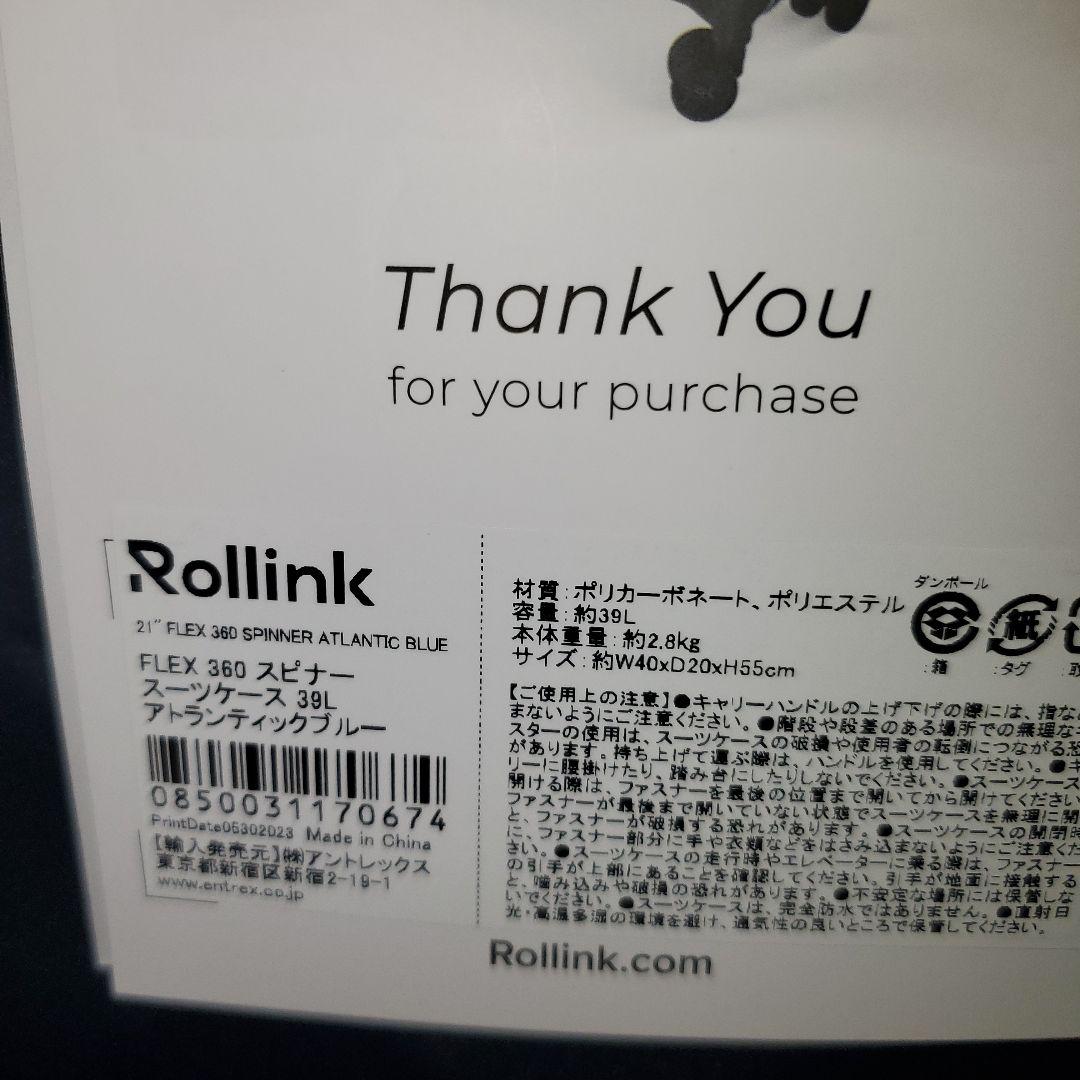 Thank You
for your purchase
Rollink
21" FLEX 360 SPINNER ATLANTIC BLUE
FLEX 360 スピナー
スーツケース 39L
アトランティックブルー
0850031170674
PrintDate06302023 Made in China
【輸入発売元】㈱アントレックス
東京都新宿区新宿2-19-1
www.entrex.co.jp
材質:ポリカーボネート、ポリエステル
容量:約39L
本体重量:約2.8kg
サイズ:約W40xD20xH55cm
ダンボール
:箱
紙
:タグ
【ご使用上の注意】●キャリーハンドルの上げ下げの際には、指な
まないようにご注意ください。●階段や段差のある場所での無理な
スターの使用は、スーツケースの破損や使用者の転倒につながる恐
があります。持ち上げて運ぶ際は、ハンドルを使用してください。●キ
リーに腰掛けたり、踏み台にしたりしないでください。●スーツケース
開ける際は、ファスナーを最後の位置まで開いてから開けてください
ファスナーが最後まで開いていない状態でスーツケースを無理に開
と、ファスナーが破損する恐れがあります。●スーツケースの開閉時
に、ファスナー部分に手や衣類などをはさみ込まないようにご注意くだ
さい。●スーツケースの走行時やエレベーターに乗る際は、ファスナー
の引手が上部にあることを確認してください。引手が地面に接触する
と、噛み込みや破損の恐れがあります。●不安定な場所には保管しな
いでください。●スーツケースは、完全防水ではありません。●直射日
光・高温多湿の環境を避け、通気性の良いところで保管してください。
Rollink.com